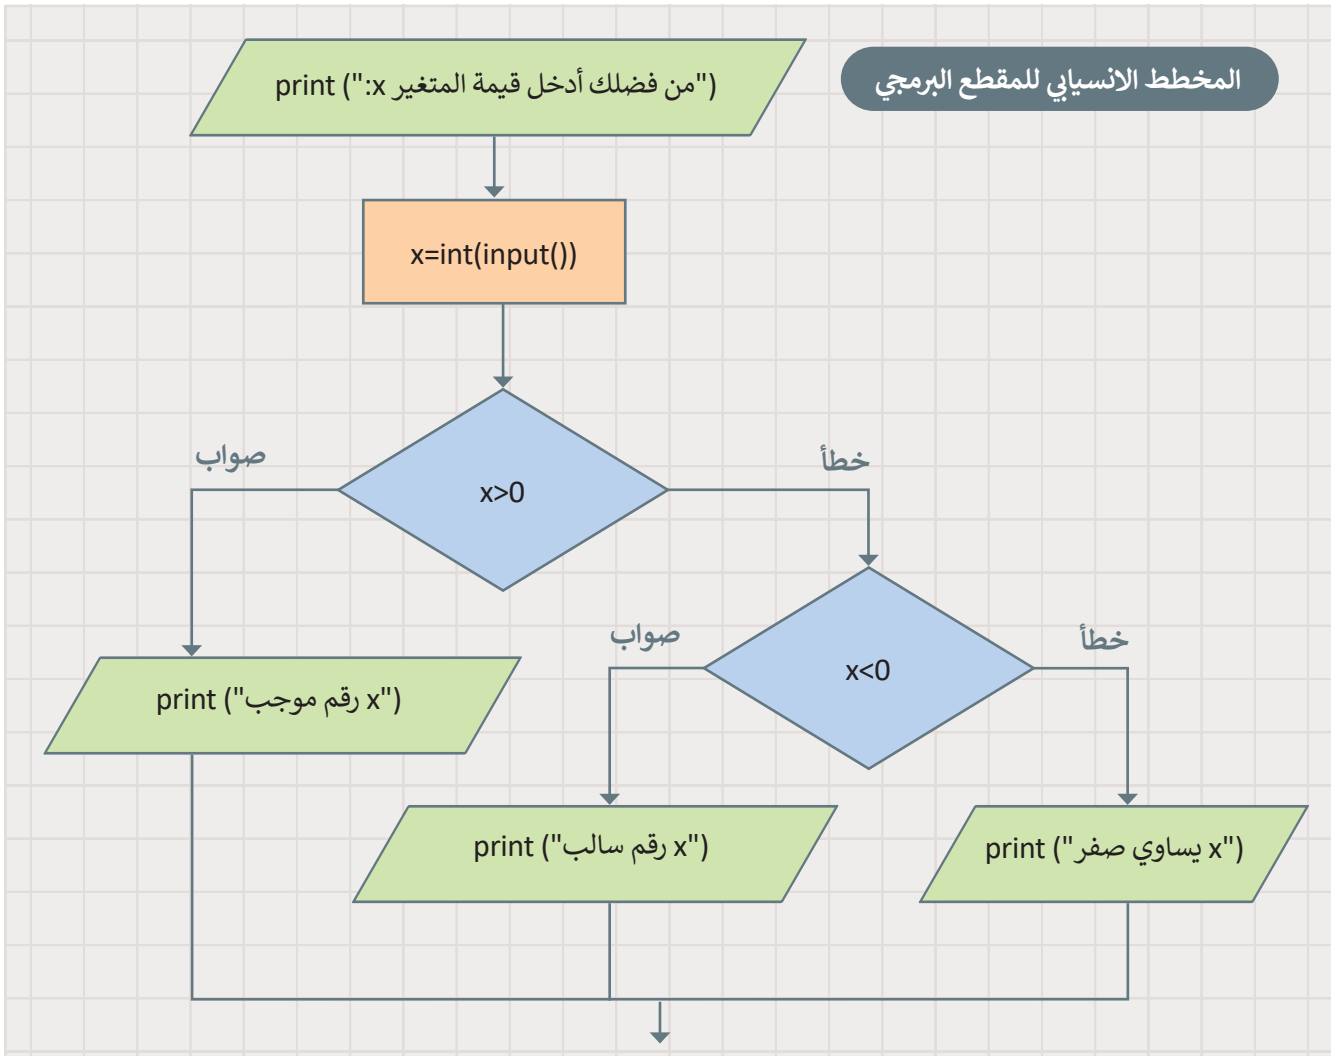 المخطط الانسيابي للمقطع البرمجي
print ("من فضلك أدخل قيمة المتغير x:")
x=int(input())
x>0
صواب
خطأ
x<0
صواب
خطأ
print ("x رقم موجب")
print ("x رقم سالب")
print ("x يساوي صفر")